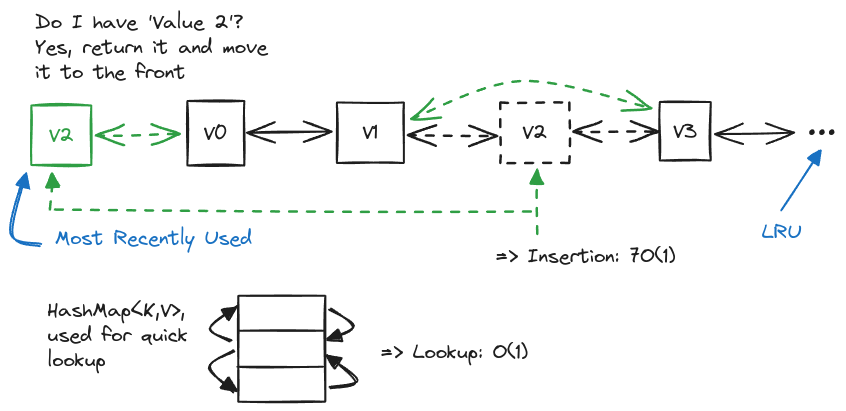 Do I have 'Value 2'?
Yes, return it and move
it to the front
V2
V0
V1
V2
V3
...
Most Recently Used
LRU
=> Insertion: 70(1)
HashMap<K,V>,
used for quick
lookup
=> Lookup: O(1)